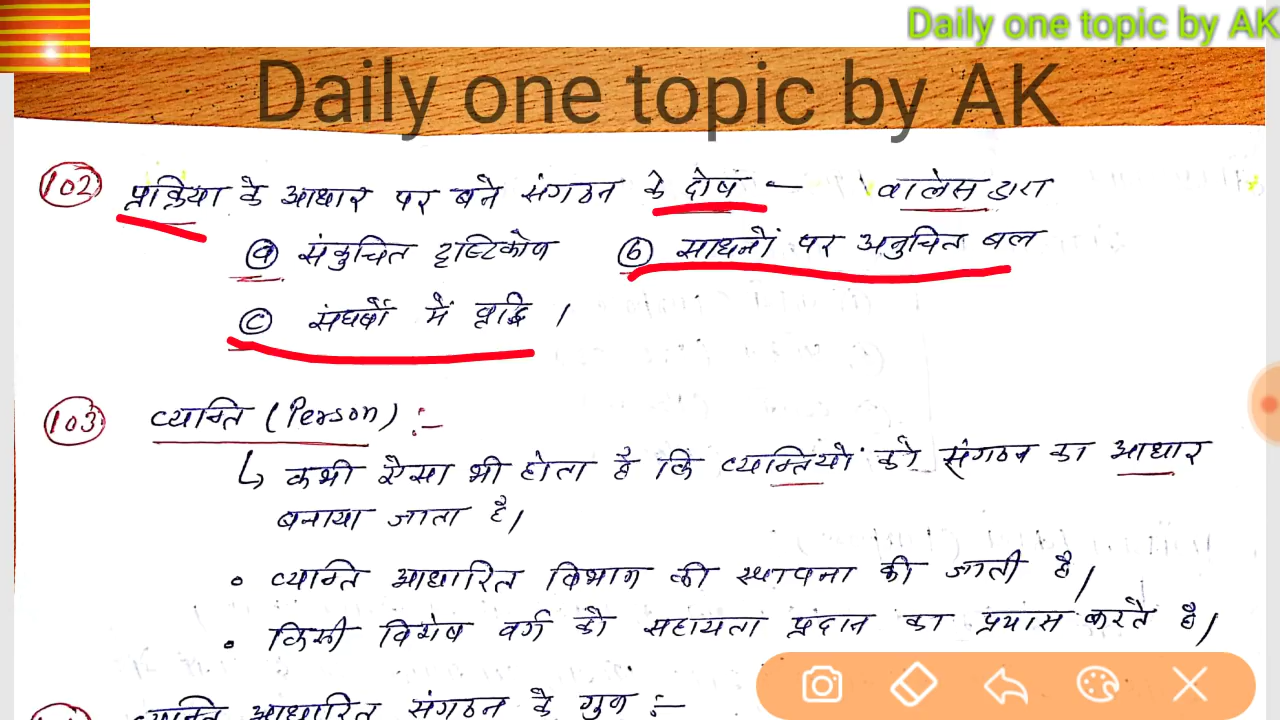 Daily one topic by AK
Daily one topic by AK
102 प्रक्रिया के आधार पर बने संगठन के दोष – वालेस द्वारा
(a) संकुचित दृष्टिकोण (b) साधनों पर अनुचित बल
(c) संघर्षों में वृद्धि ।
103 व्यक्ति (Person) :-
↳ कभी ऐसा भी होता है कि व्यक्तियों को संगठन का आधार
बनाया जाता है।
• व्यक्ति आधारित विभाग की स्थापना की जाती है।
• किसी विशेष वर्ग को सहायता प्रदान का प्रयास करते है।
व्यक्ति आधारित संगठन के गुण :-